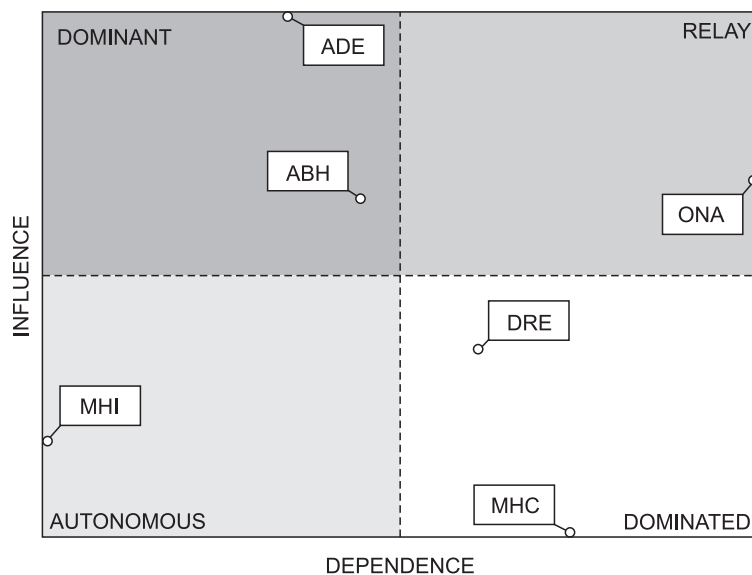 DOMINANT
ADE
RELAY
ABH
ONA
INFLUENCE
DRE
MHI
MHC
AUTONOMOUS
DOMINATED
DEPENDENCE